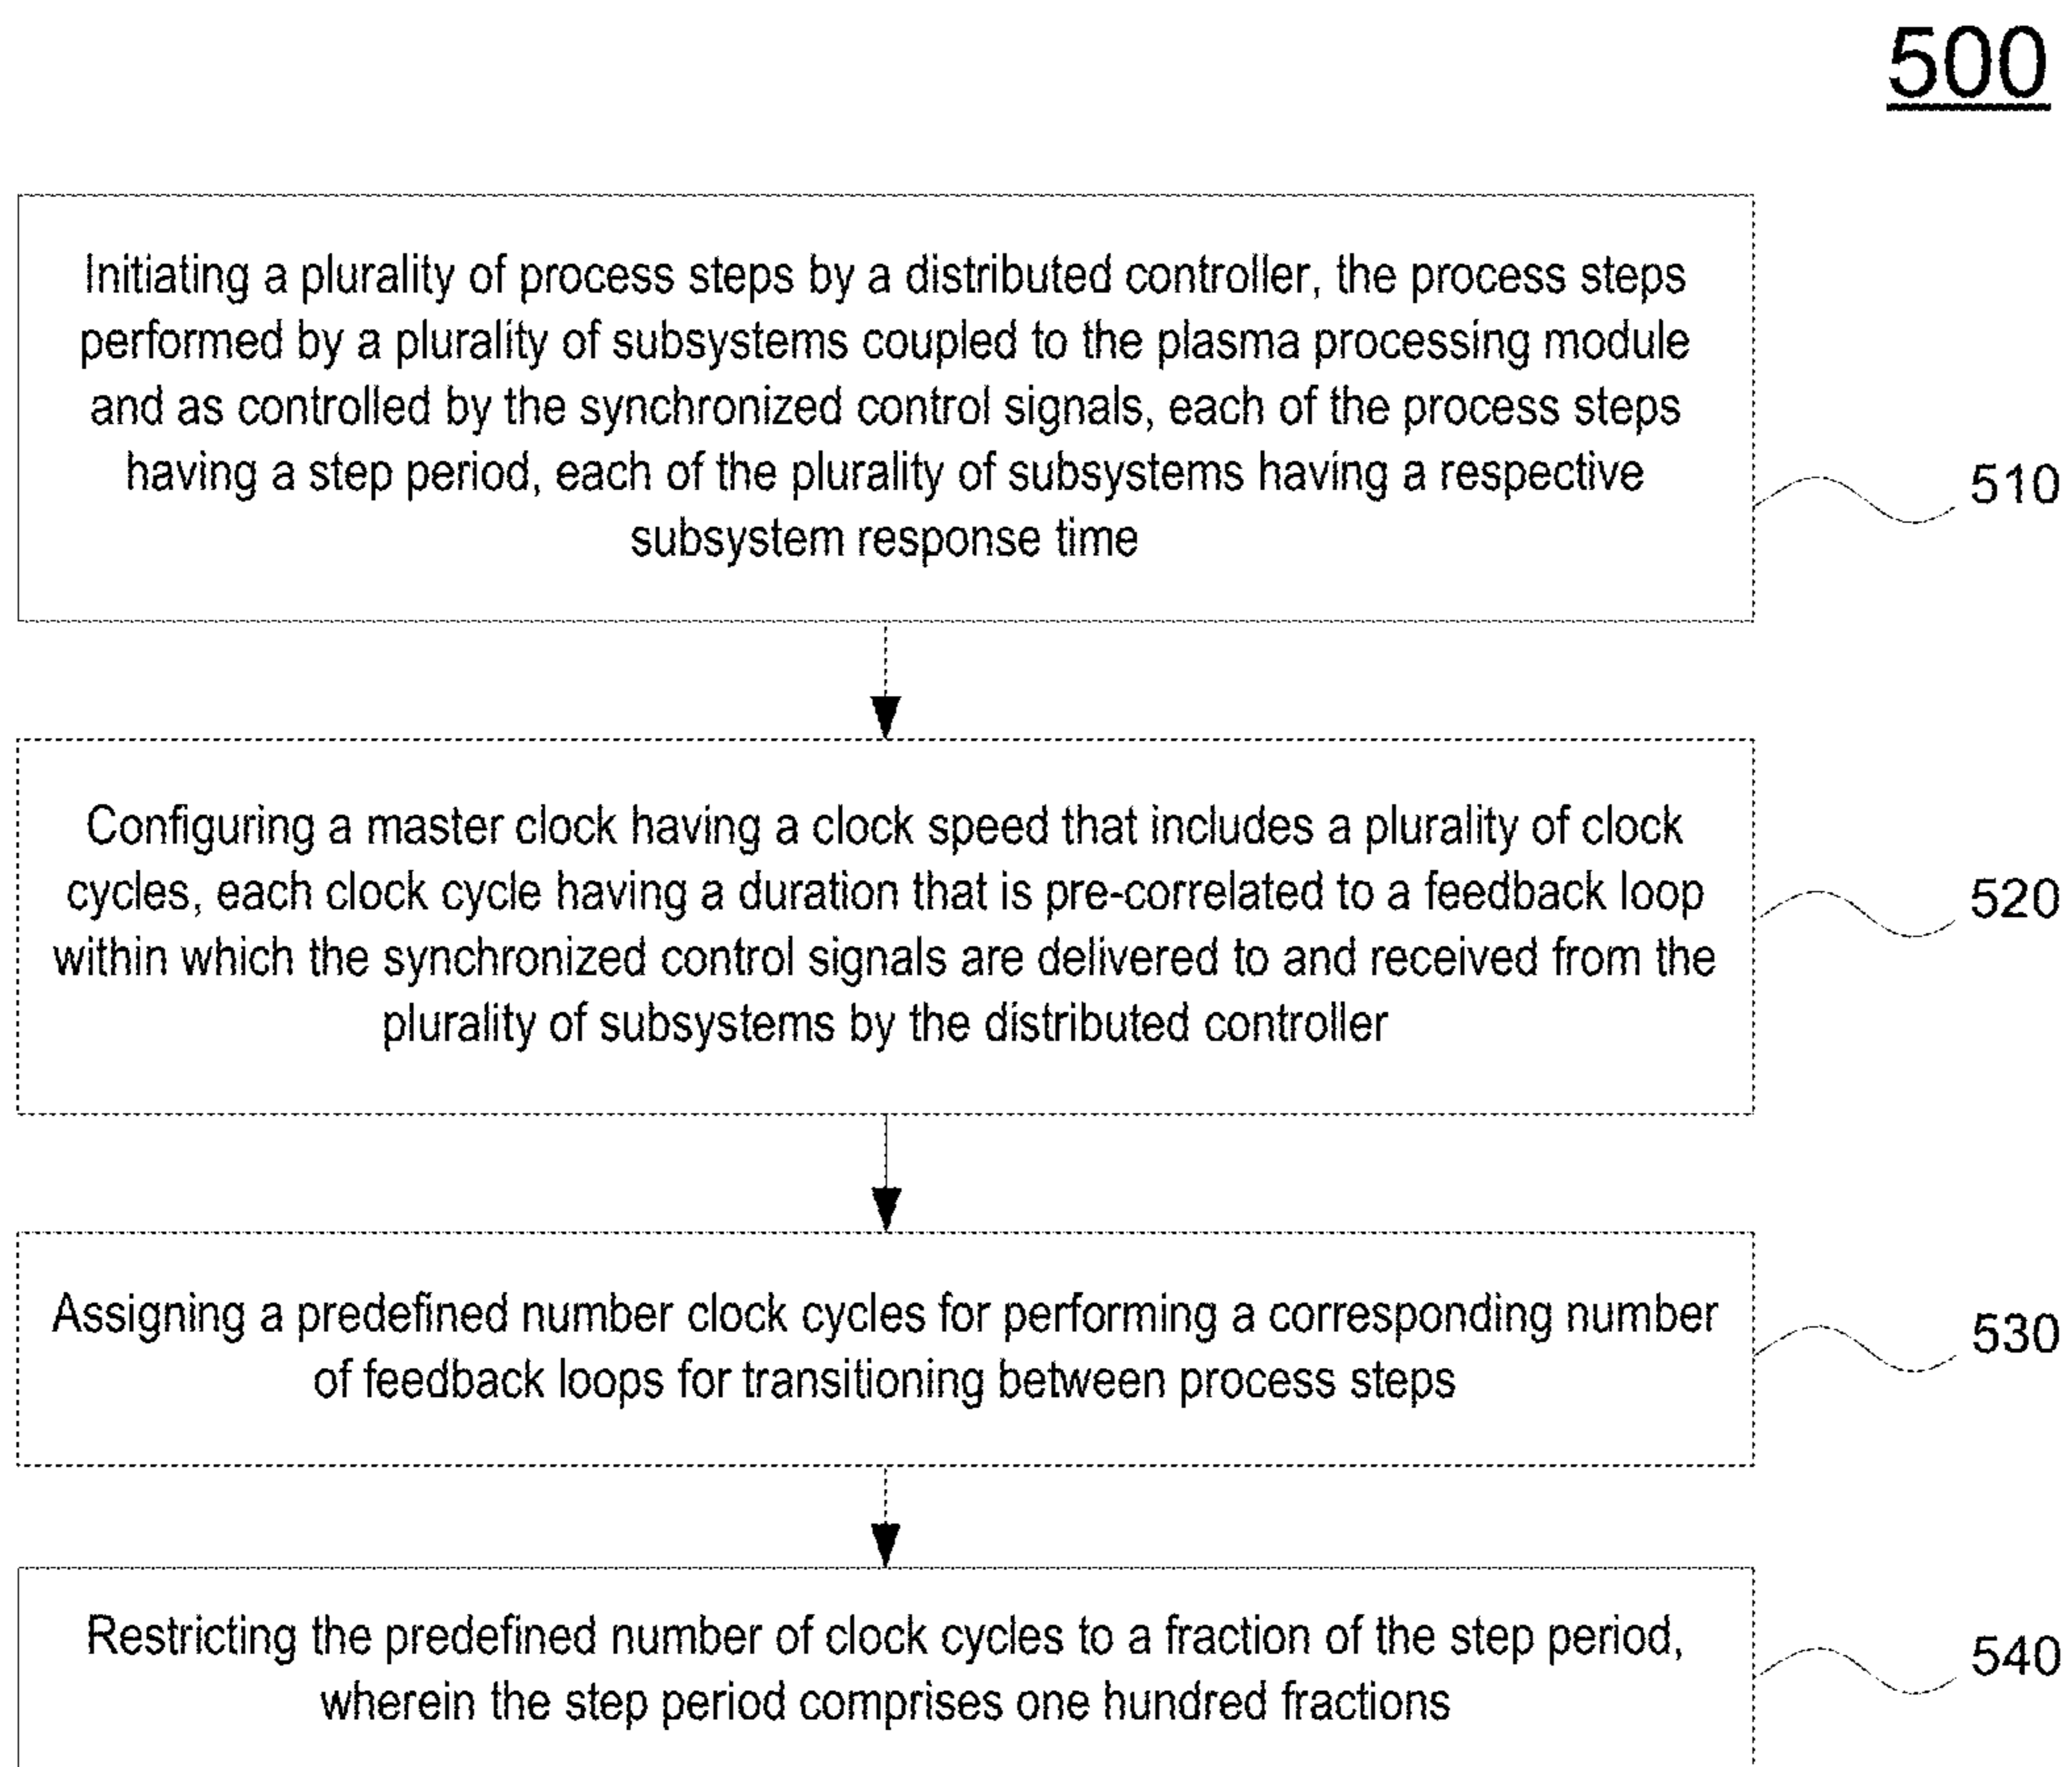 500
Initiating a plurality of process steps by a distributed controller, the process steps
performed by a plurality of subsystems coupled to the plasma processing module
and as controlled by the synchronized control signals, each of the process steps
having a step period, each of the plurality of subsystems having a respective
subsystem response time
510
Configuring a master clock having a clock speed that includes a plurality of clock
cycles, each clock cycle having a duration that is pre-correlated to a feedback loop
within which the synchronized control signals are delivered to and received from the
plurality of subsystems by the distributed controller
520
Assigning a predefined number clock cycles for performing a corresponding number
of feedback loops for transitioning between process steps
530
Restricting the predefined number of clock cycles to a fraction of the step period,
wherein the step period comprises one hundred fractions
540